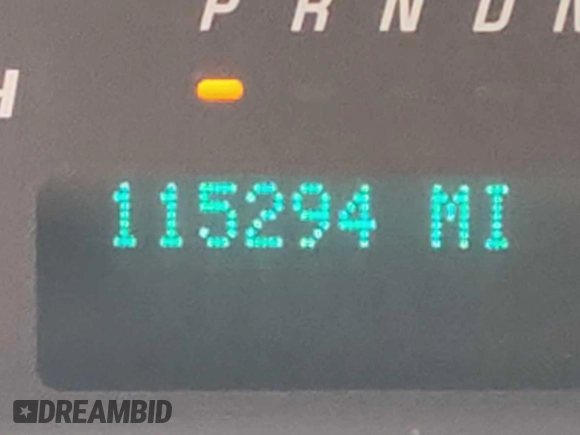 P R N D
H
115294 MI
DREAMBID